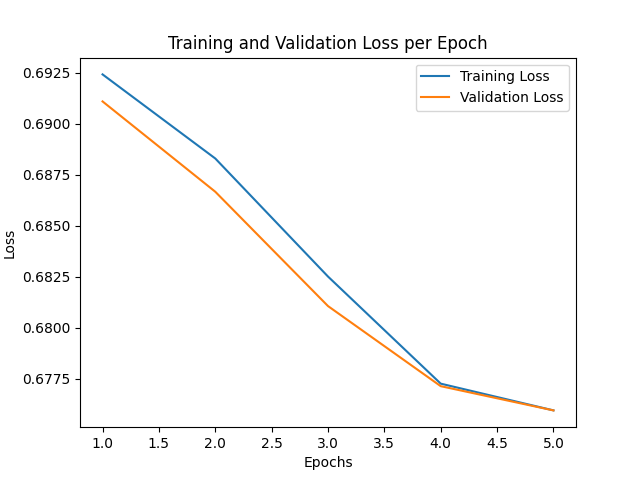 Training and Validation Loss per Epoch
Training Loss
Validation Loss
0.6925
0.6900
0.6875
0.6850
0.6825
0.6800
0.6775
Loss
1.0 1.5 2.0 2.5 3.0 3.5 4.0 4.5 5.0
Epochs